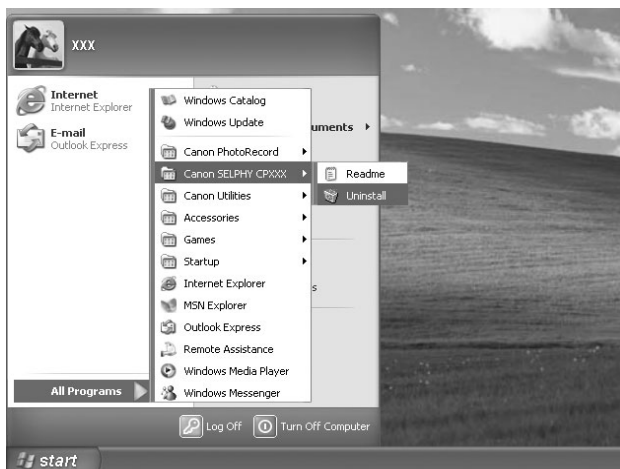 XXX
Internet
Internet Explorer
E-mail
Outlook Express
Windows Catalog
Windows Update
Canon PhotoRecord
Canon SELPHY CPXXX
Canon Utilities
Accessories
Games
Startup
Internet Explorer
MSN Explorer
Outlook Express
Remote Assistance
Windows Media Player
Windows Messenger
uments
Readme
Uninstall
s
All Programs
Log Off
Turn Off Computer
start